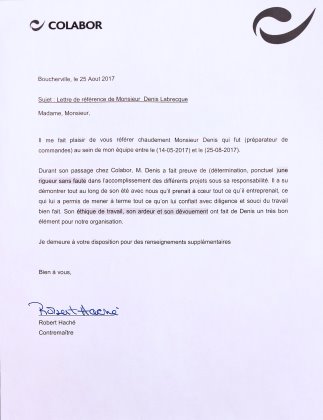 COLABOR
Boucherville, le 25 Aout 2017
Sujet : Lettre de référence de Monsieur Denis Labrecque
Madame, Monsieur,
Il me fait plaisir de vous référer chaudement Monsieur Denis qui fut (préparateur de
commandes) au sein de mon équipe entre le (14-05-2017) et le (25-08-2017).
Durant son passage chez Colabor, M. Denis a fait preuve de (détermination, ponctuel )une
rigueur sans faute dans l'accomplissement des différents projets sous sa responsabilité. Il a su
démontrer tout au long de son été avec nous qu'il prenait à cœur tout ce qu'il entreprenait, ce
qui lui a permis de mener à terme tout ce qu'on lui confiait avec diligence et souci du travail
bien fait. Son éthique de travail, son ardeur et son dévouement ont fait de Denis un très bon
élément pour notre organisation.
Je demeure à votre disposition pour des renseignements supplémentaires
Bien à vous,
Robert Haché
Robert Haché
Contremaître